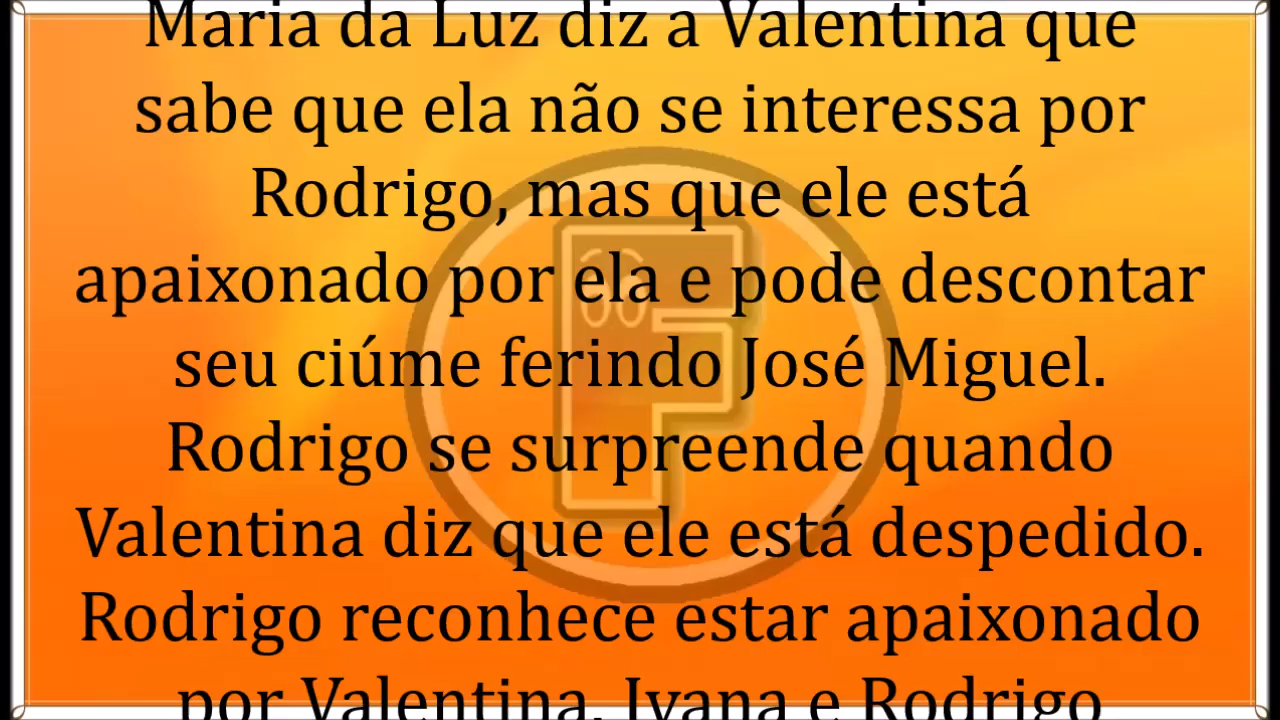 Maria da Luz diz a Valentina que
sabe que ela não se interessa por
Rodrigo, mas que ele está
apaixonado por ela e pode descontar
seu ciúme ferindo José Miguel.
Rodrigo se surpreende quando
Valentina diz que ele está despedido.
Rodrigo reconhece estar apaixonado
por Valentina. Ivana e Rodrigo